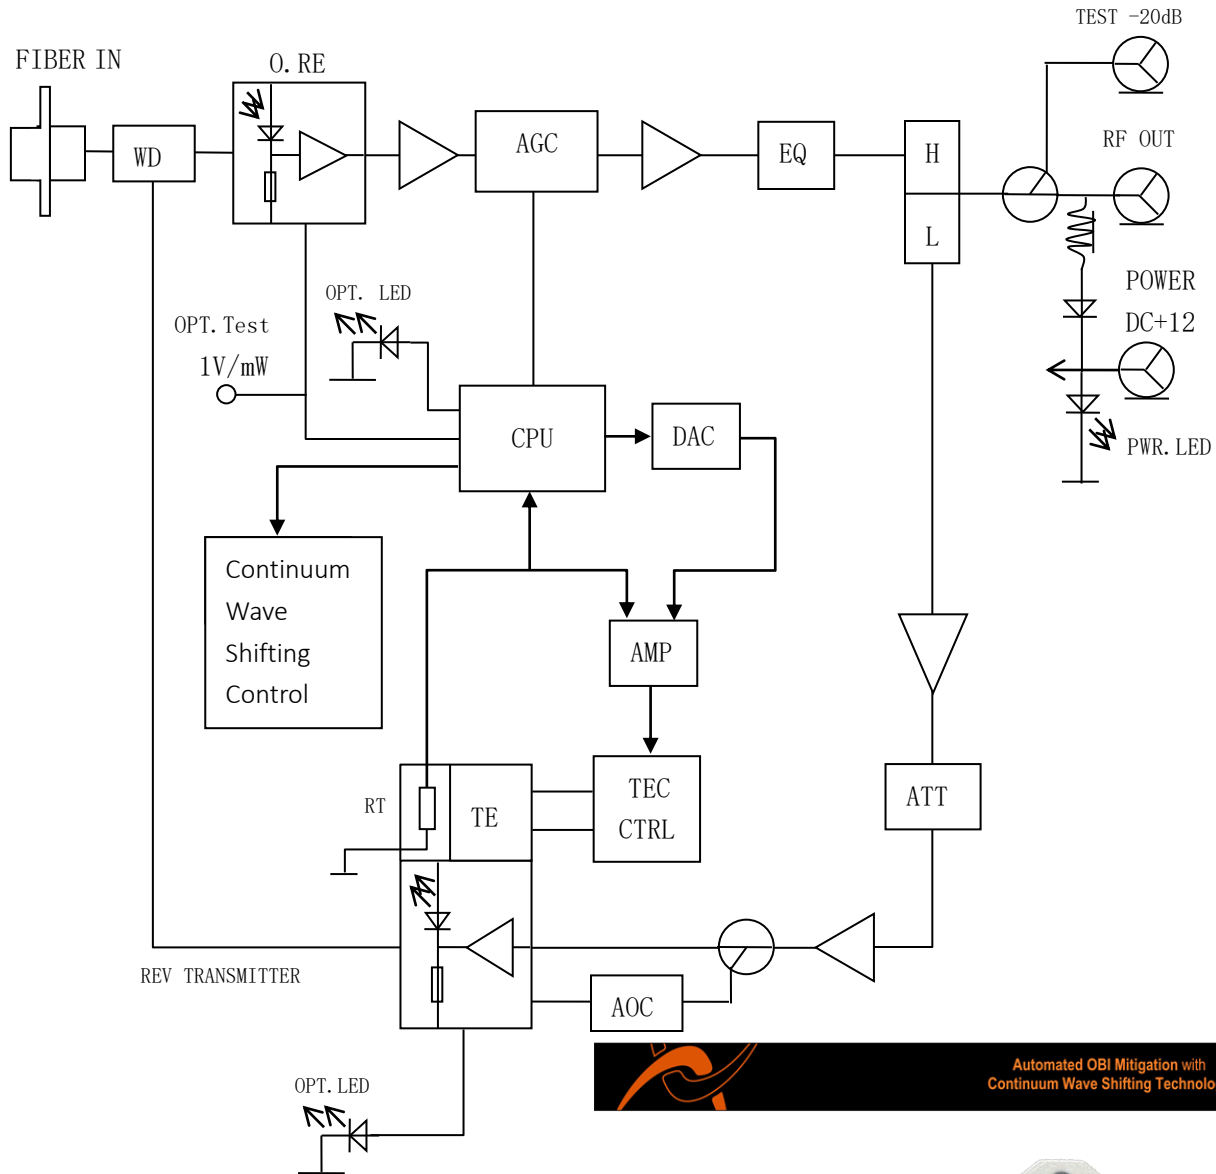 TEST -20dB
FIBER IN
O.RE
RF OUT
WD
AGC
EQ
H
L
OPT. LED
POWER
DC+12
OPT.Test
1V/mW
CPU
DAC
PWR.LED
Continuum
Wave
Shifting
Control
AMP
RT
TE
TEC
CTRL
ATT
REV TRANSMITTER
AOC
OPT.LED
Automated OBI Mitigation with
Continuum Wave Shifting Technolo